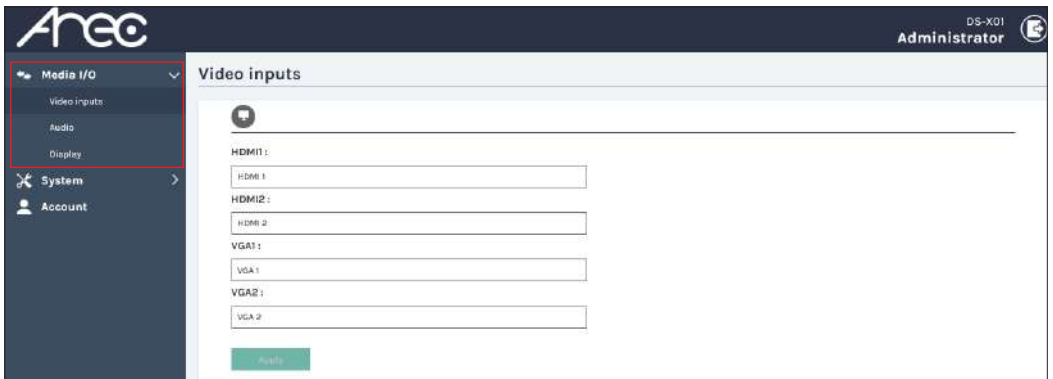 Arec
DS-X01
Administrator
Media I/O
Video inputs
Audio
Display
System
Account
Video inputs
HDMI1 :
HDMI 1
HDMI2 :
HDMI 2
VGA1 :
VGA 1
VGA2 :
VGA 2
Apply